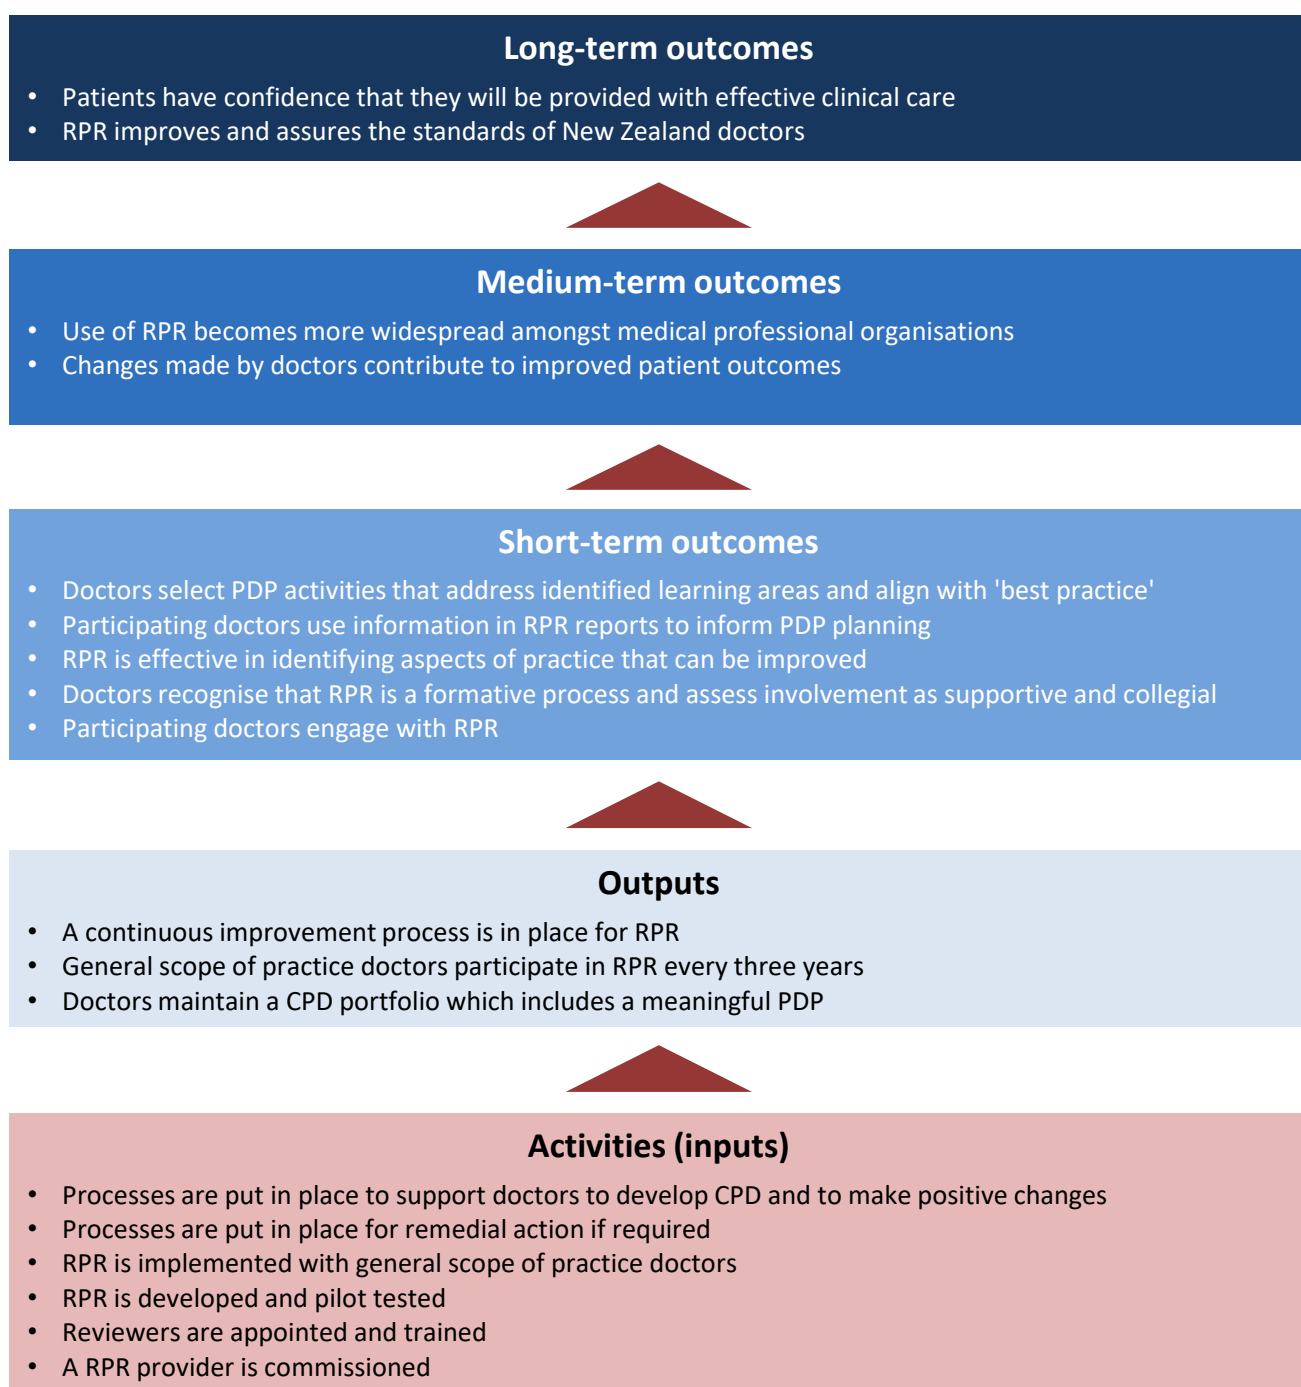 Long-term outcomes
• Patients have confidence that they will be provided with effective clinical care
• RPR improves and assures the standards of New Zealand doctors
Medium-term outcomes
• Use of RPR becomes more widespread amongst medical professional organisations
• Changes made by doctors contribute to improved patient outcomes
Short-term outcomes
• Doctors select PDP activities that address identified learning areas and align with 'best practice'
• Participating doctors use information in RPR reports to inform PDP planning
• RPR is effective in identifying aspects of practice that can be improved
• Doctors recognise that RPR is a formative process and assess involvement as supportive and collegial
• Participating doctors engage with RPR
Outputs
• A continuous improvement process is in place for RPR
• General scope of practice doctors participate in RPR every three years
• Doctors maintain a CPD portfolio which includes a meaningful PDP
Activities (inputs)
• Processes are put in place to support doctors to develop CPD and to make positive changes
• Processes are put in place for remedial action if required
• RPR is implemented with general scope of practice doctors
• RPR is developed and pilot tested
• Reviewers are appointed and trained
• A RPR provider is commissioned